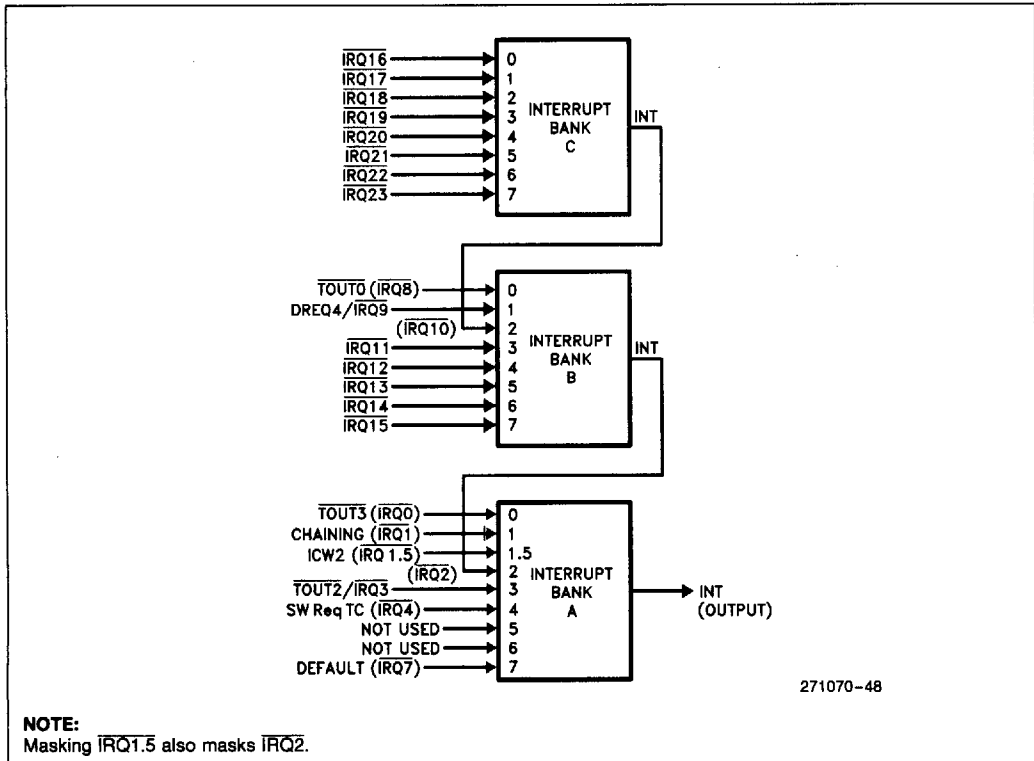 IRQ16 0
IRQ17 1
IRQ18 2
IRQ19 3
IRQ20 4
IRQ21 5
IRQ22 6
IRQ23 7
INTERRUPT
BANK
C
INT
TOUT0 (IRQ8) 0
DREQ4/IRQ9 1
(IRQ10) 2
IRQ11 3
IRQ12 4
IRQ13 5
IRQ14 6
IRQ15 7
INTERRUPT
BANK
B
INT
TOUT3 (IRQ0) 0
CHAINING (IRQ1) 1
ICW2 (IRQ 1.5) 1.5
(IRQ2) 2
TOUT2/IRQ3 3
SW Req TC (IRQ4) 4
NOT USED 5
NOT USED 6
DEFAULT (IRQ7) 7
INTERRUPT
BANK
A
INT
(OUTPUT)
271070-48
NOTE:
Masking IRQ1.5 also masks IRQ2.